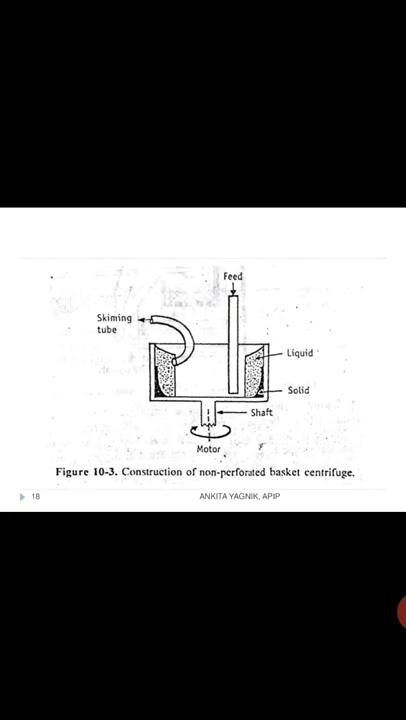 Feed
Skiming
tube
Liquid
Solid
Shaft
Motor
Figure 10-3. Construction of non-perforated basket centrifuge.
18
ANKITA YAGNIK, APIP